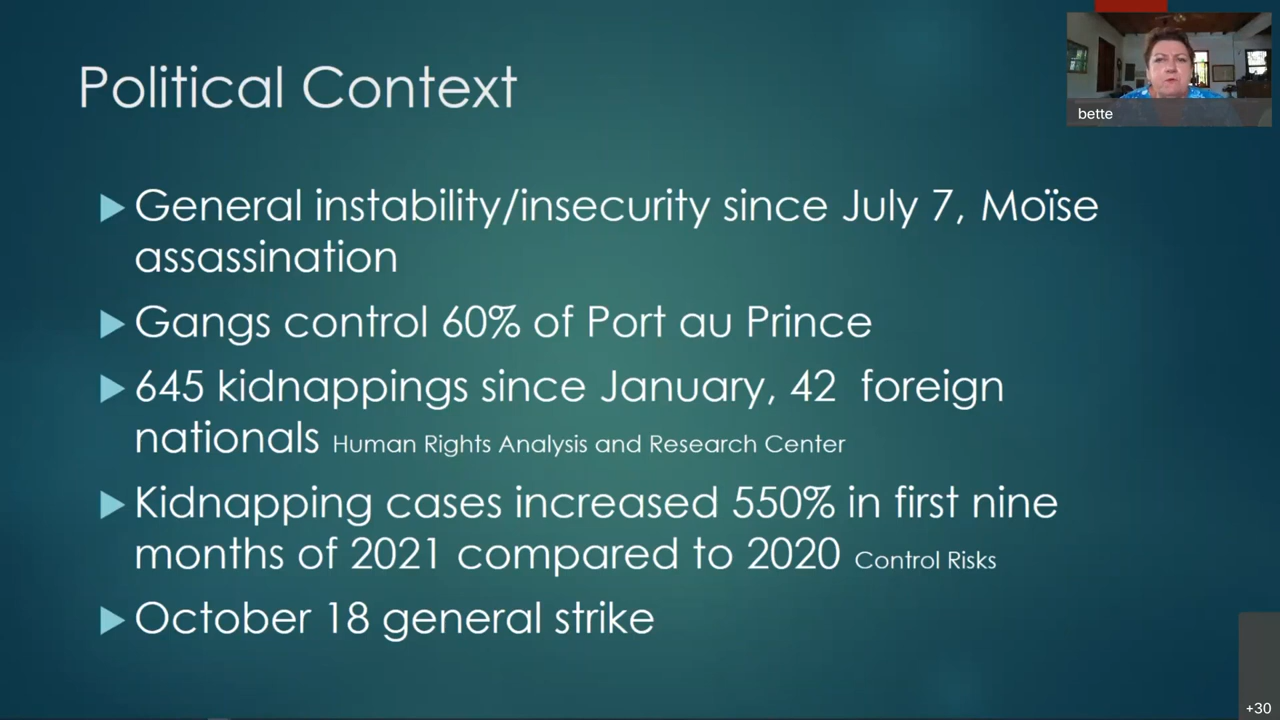 Political Context
bette
General instability/insecurity since July 7, Moïse
assassination
Gangs control 60% of Port au Prince
645 kidnappings since January, 42 foreign
nationals Human Rights Analysis and Research Center
Kidnapping cases increased 550% in first nine
months of 2021 compared to 2020 Control Risks
October 18 general strike
+30